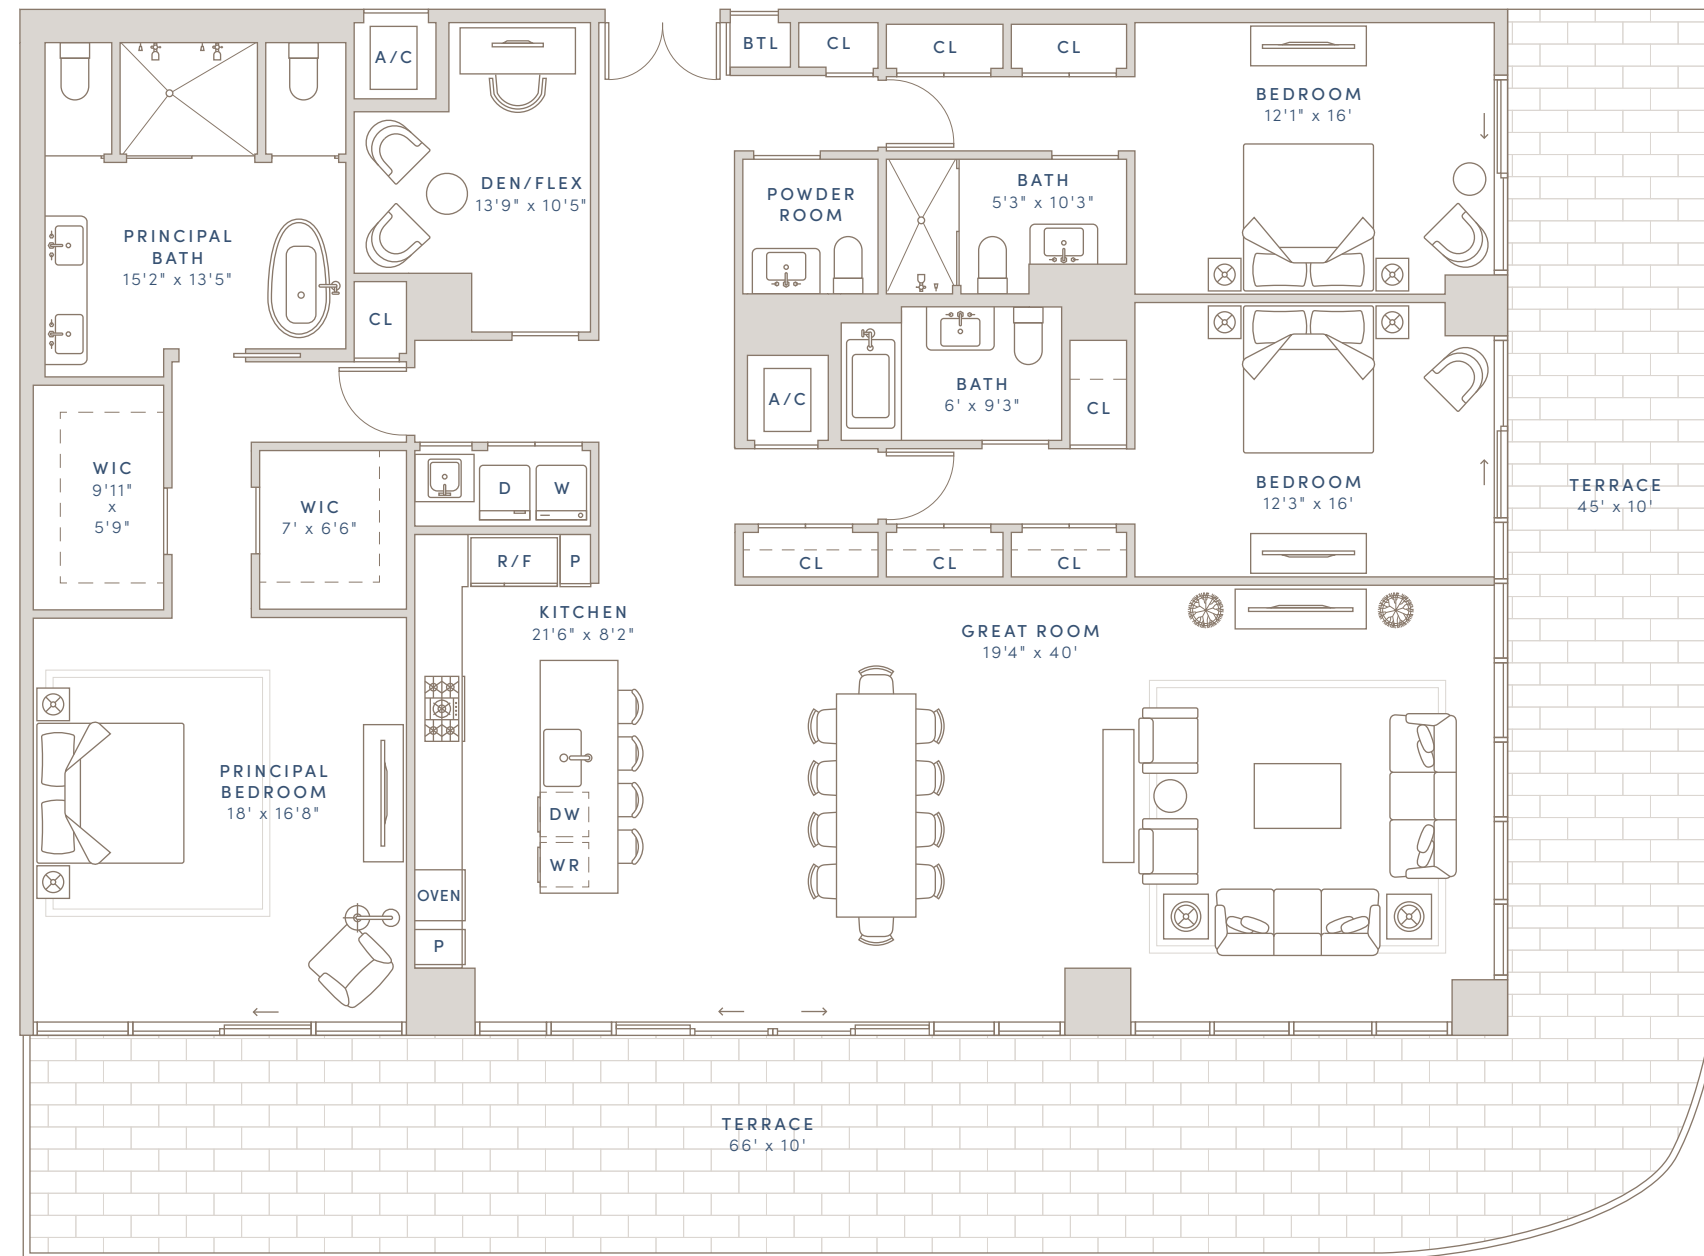 A/C
BTL
CL
CL
CL
BEDROOM
12'1" x 16'
DEN/FLEX
13'9" x 10'5"
POWDER
ROOM
BATH
5'3" x 10'3"
PRINCIPAL
BATH
15'2" x 13'5"
CL
A/C
BATH
6' x 9'3"
CL
WIC
9'11"
x
5'9"
WIC
7' x 6'6"
D
W
BEDROOM
12'3" x 16'
TERRACE
45' x 10'
R/F
P
CL
CL
CL
KITCHEN
21'6" x 8'2"
GREAT ROOM
19'4" x 40'
PRINCIPAL
BEDROOM
18' x 16'8"
DW
WR
OVEN
P
TERRACE
66' x 10'